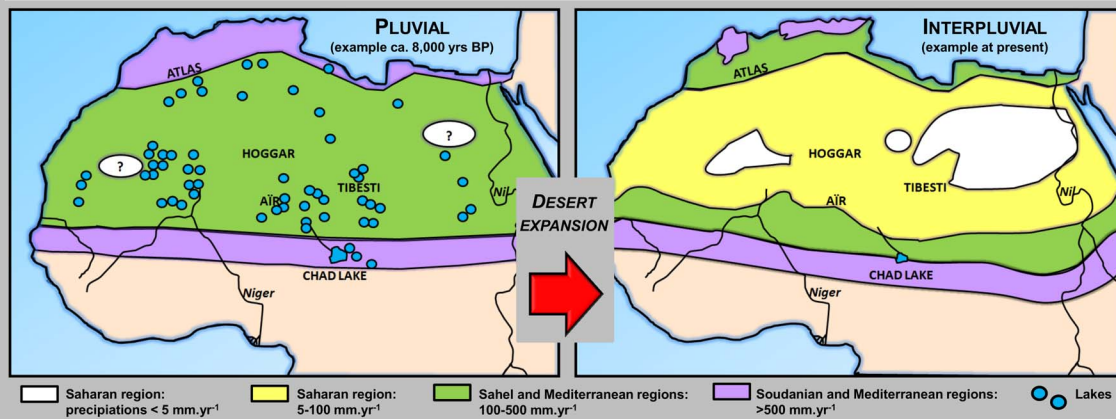 PLUVIAL
(example ca. 8,000 yrs BP)
ATLAS
?
?
HOGGAR
TIBESTI
AÏR
Nil
CHAD LAKE
Niger
DESERT
EXPANSION
INTERPLUVIAL
(example at present)
ATLAS
HOGGAR
TIBESTI
AÏR
Nil
CHAD LAKE
Niger
Saharan region:
precipiations < 5 mm.yr⁻¹
Saharan region:
5-100 mm.yr⁻¹
Sahel and Mediterranean regions:
100-500 mm.yr⁻¹
Soudanian and Mediterranean regions:
>500 mm.yr⁻¹
Lakes